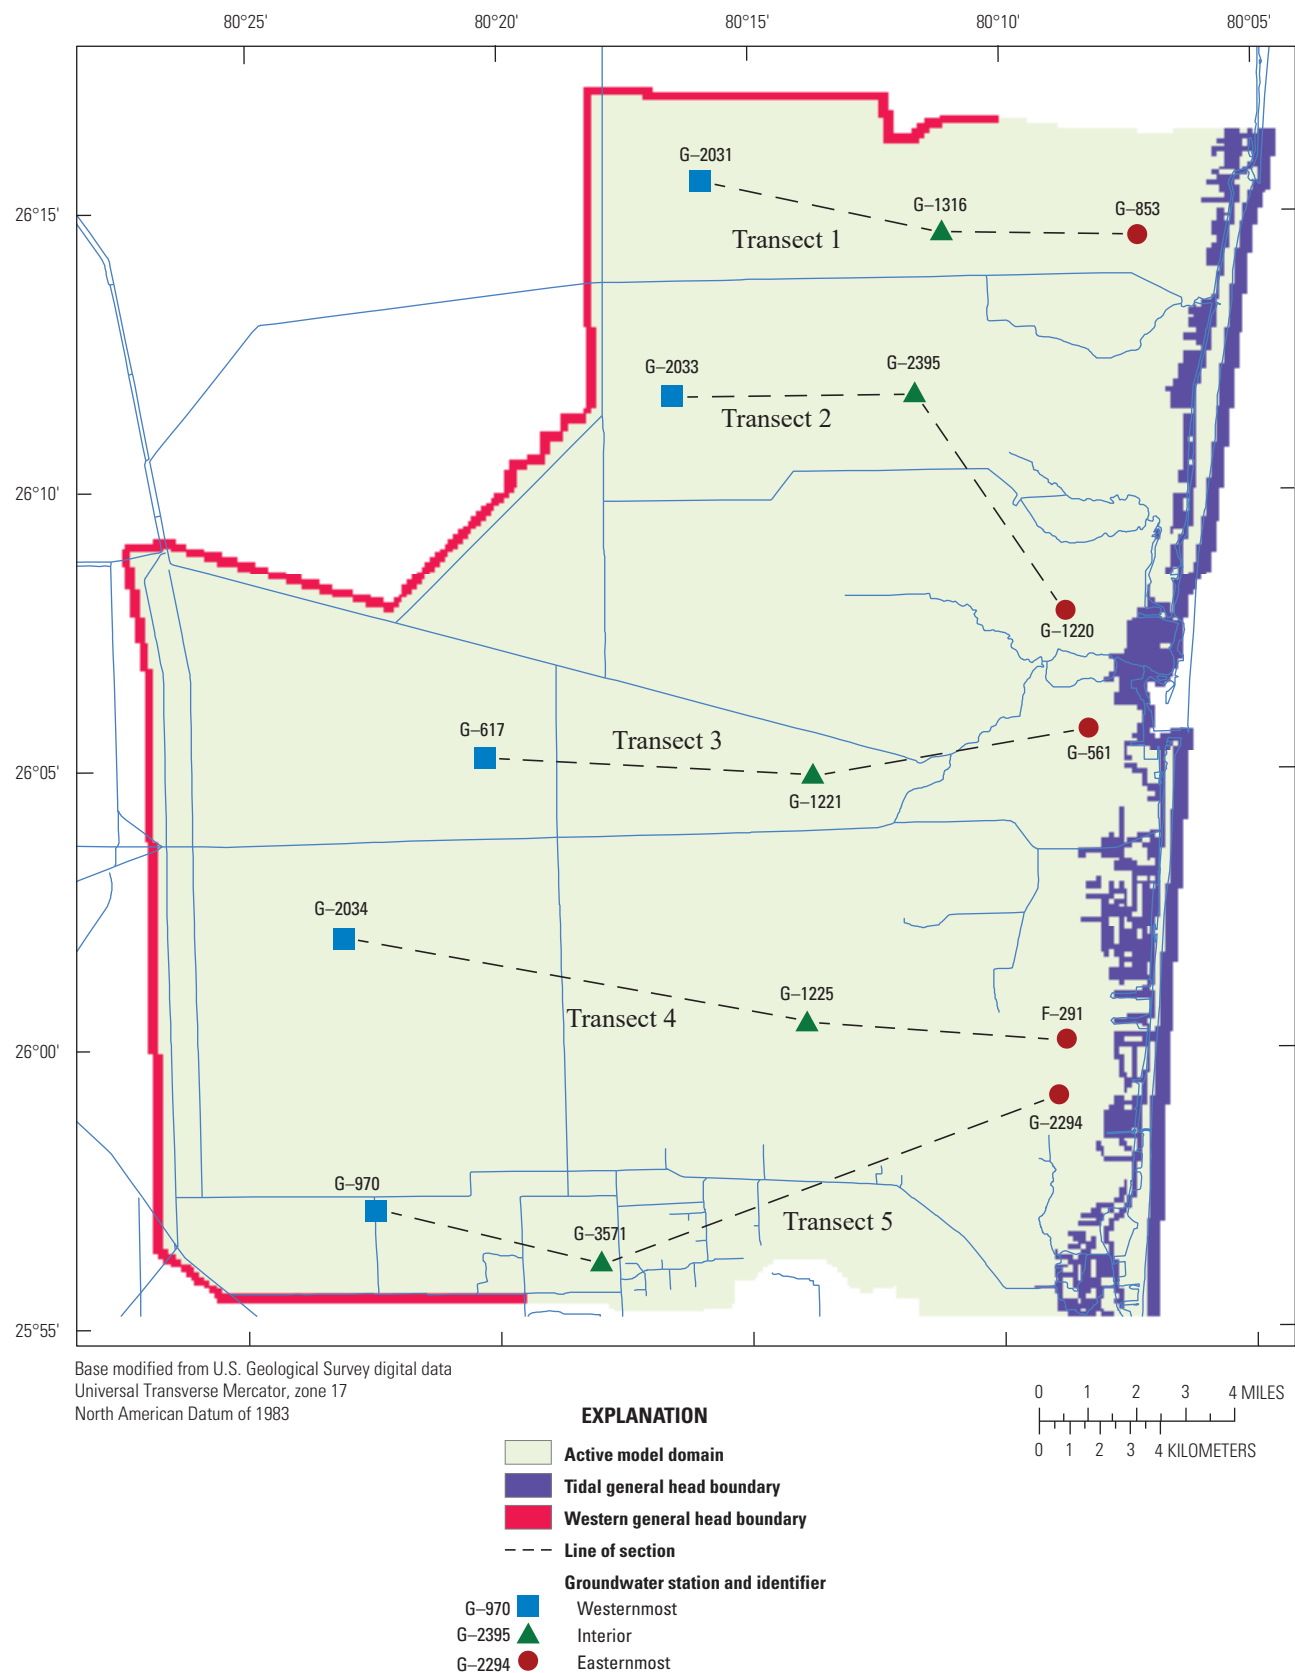 80°25'
80°20'
80°15'
80°10'
80°05'
G–2031
G–1316
G–853
26°15'
Transect 1
G–2033
G–2395
Transect 2
26°10'
G–1220
G–617
Transect 3
G–561
26°05'
G–1221
G–2034
G–1225
F–291
Transect 4
26°00'
G–2294
G–970
Transect 5
G–3571
25°55'
Base modified from U.S. Geological Survey digital data
Universal Transverse Mercator, zone 17
North American Datum of 1983
0 1 2 3 4 MILES
0 1 2 3 4 KILOMETERS
EXPLANATION
Active model domain
Tidal general head boundary
Western general head boundary
Line of section
Groundwater station and identifier
G–970 Westernmost
G–2395 Interior
G–2294 Easternmost